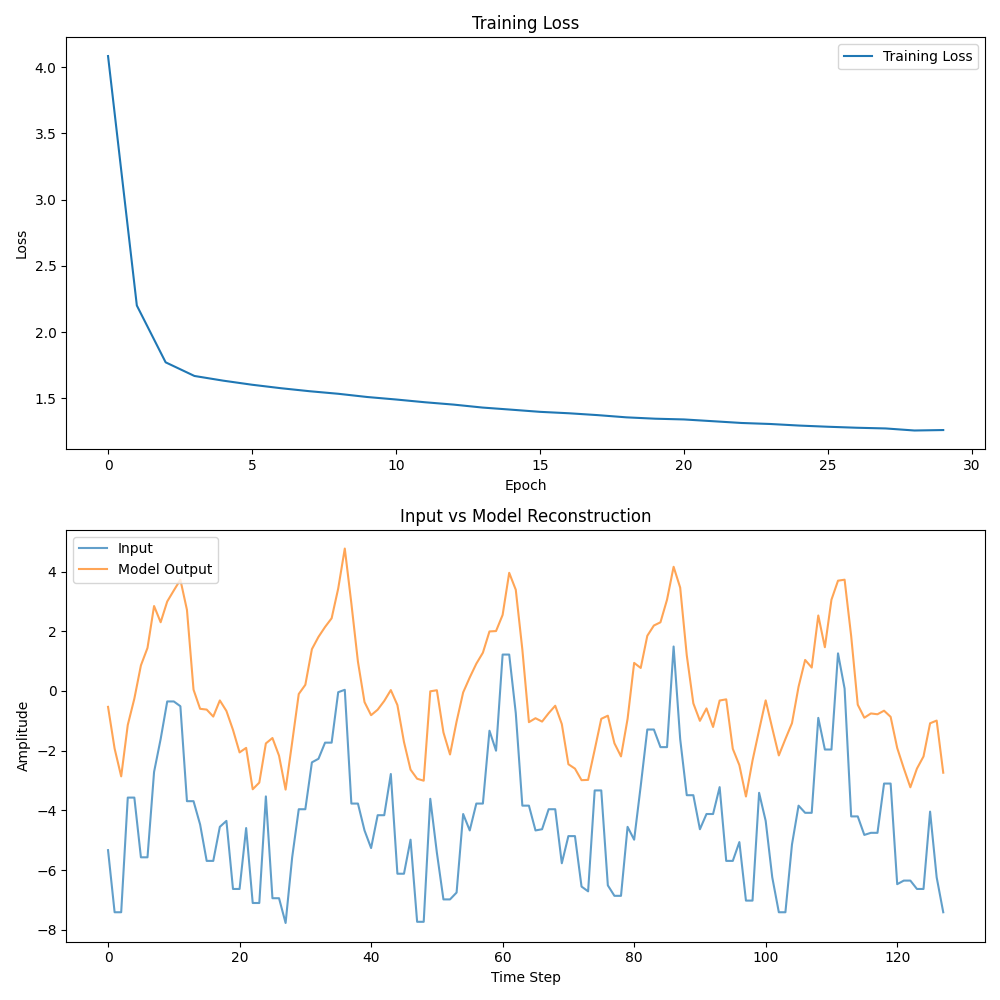 Training Loss
Training Loss
4.0
3.5
3.0
2.5
2.0
1.5
Loss
0 5 10 15 20 25 30
Epoch
Input vs Model Reconstruction
Input
Model Output
4
2
0
−2
−4
−6
−8
Amplitude
0 20 40 60 80 100 120
Time Step